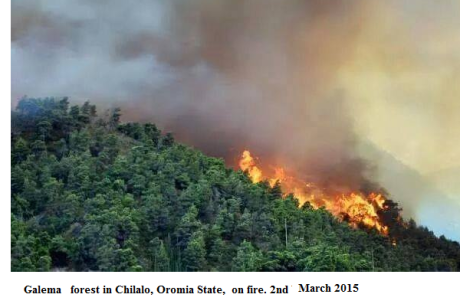 Galema forest in Chilalo, Oromia State, on fire. 2nd March 2015